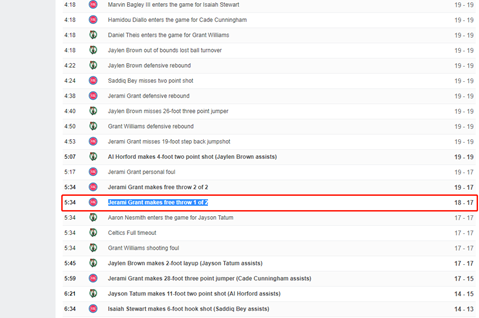 4:18 Marvin Bagley III enters the game for Isaiah Stewart 19 - 19
4:18 Hamidou Diallo enters the game for Cade Cunningham 19 - 19
4:18 Daniel Theis enters the game for Grant Williams 19 - 19
4:18 Jaylen Brown out of bounds lost ball turnover 19 - 19
4:22 Jaylen Brown defensive rebound 19 - 19
4:24 Saddiq Bey misses two point shot 19 - 19
4:38 Jerami Grant defensive rebound 19 - 19
4:40 Jaylen Brown misses 26-foot three point jumper 19 - 19
4:50 Grant Williams defensive rebound 19 - 19
4:53 Jerami Grant misses 19-foot step back jumpshot 19 - 19
5:07 Al Horford makes 4-foot two point shot (Jaylen Brown assists) 19 - 19
5:17 Jerami Grant personal foul 19 - 17
5:34 Jerami Grant makes free throw 2 of 2 19 - 17
5:34 Jerami Grant makes free throw 1 of 2 18 - 17
5:34 Aaron Nesmith enters the game for Jayson Tatum 17 - 17
5:34 Celtics Full timeout 17 - 17
5:34 Grant Williams shooting foul 17 - 17
5:45 Jaylen Brown makes 2-foot layup (Jayson Tatum assists) 17 - 17
5:59 Jerami Grant makes 28-foot three point jumper (Cade Cunningham assists) 17 - 15
6:21 Jayson Tatum makes 11-foot two point shot (Al Horford assists) 14 - 15
6:34 Isaiah Stewart makes 6-foot hook shot (Saddiq Bey assists) 14 - 13